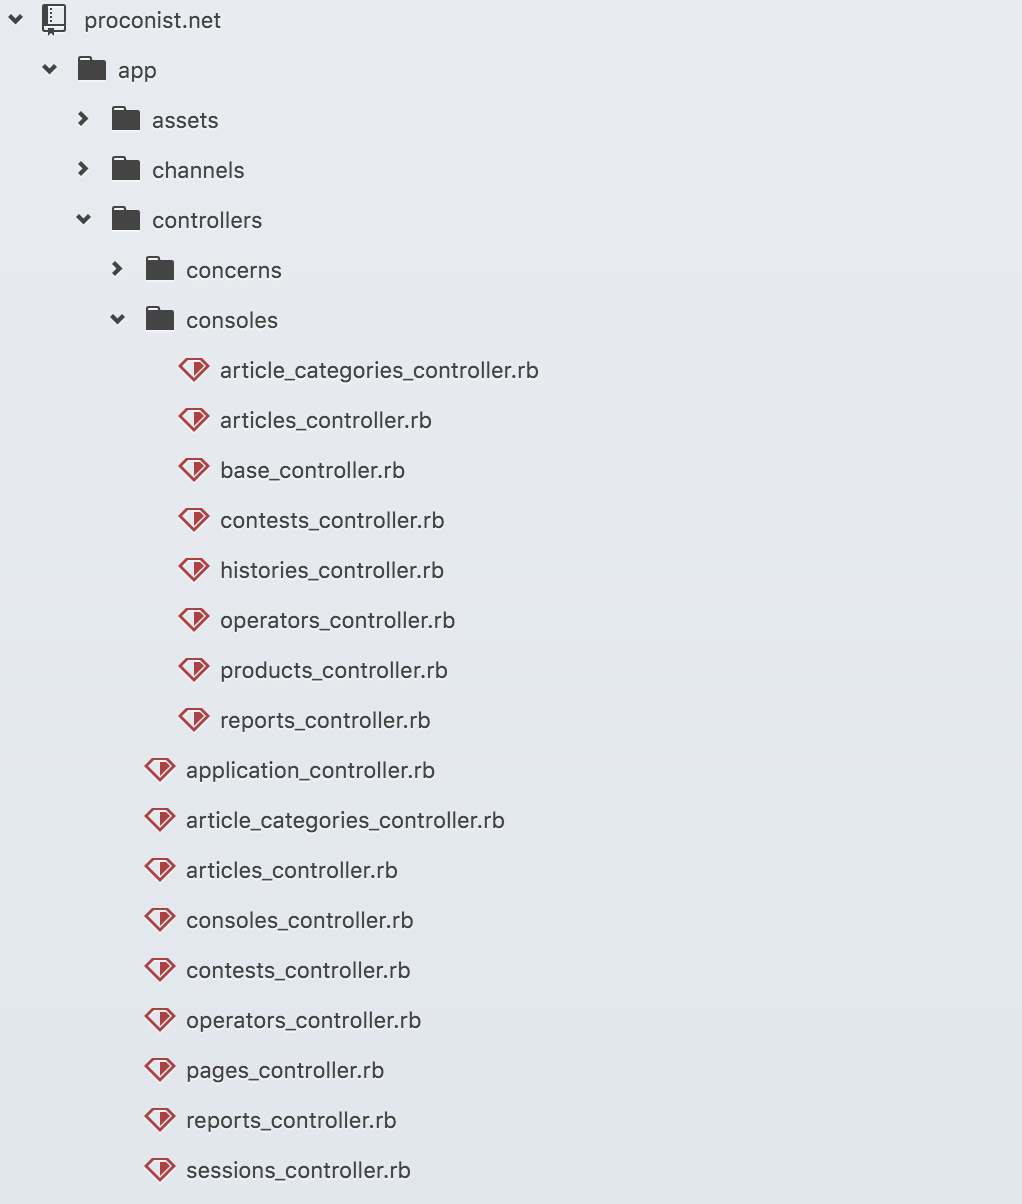 proconist.net
app
assets
channels
controllers
concerns
consoles
article_categories_controller.rb
articles_controller.rb
base_controller.rb
contests_controller.rb
histories_controller.rb
operators_controller.rb
products_controller.rb
reports_controller.rb
application_controller.rb
article_categories_controller.rb
articles_controller.rb
consoles_controller.rb
contests_controller.rb
operators_controller.rb
pages_controller.rb
reports_controller.rb
sessions_controller.rb